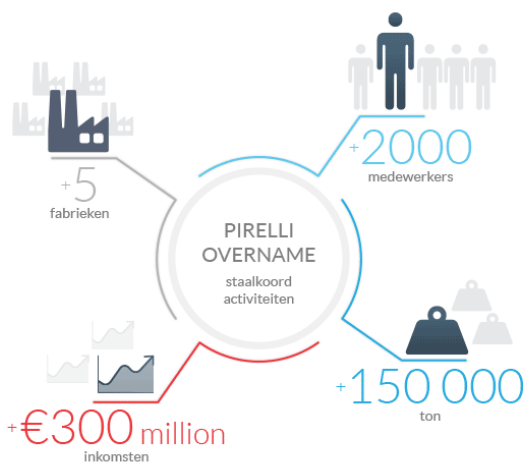 +2000
medewerkers
+5
fabrieken
PIRELLI
OVERNAME
staalkoord
activiteiten
+150 000
ton
+€300 million
inkomsten